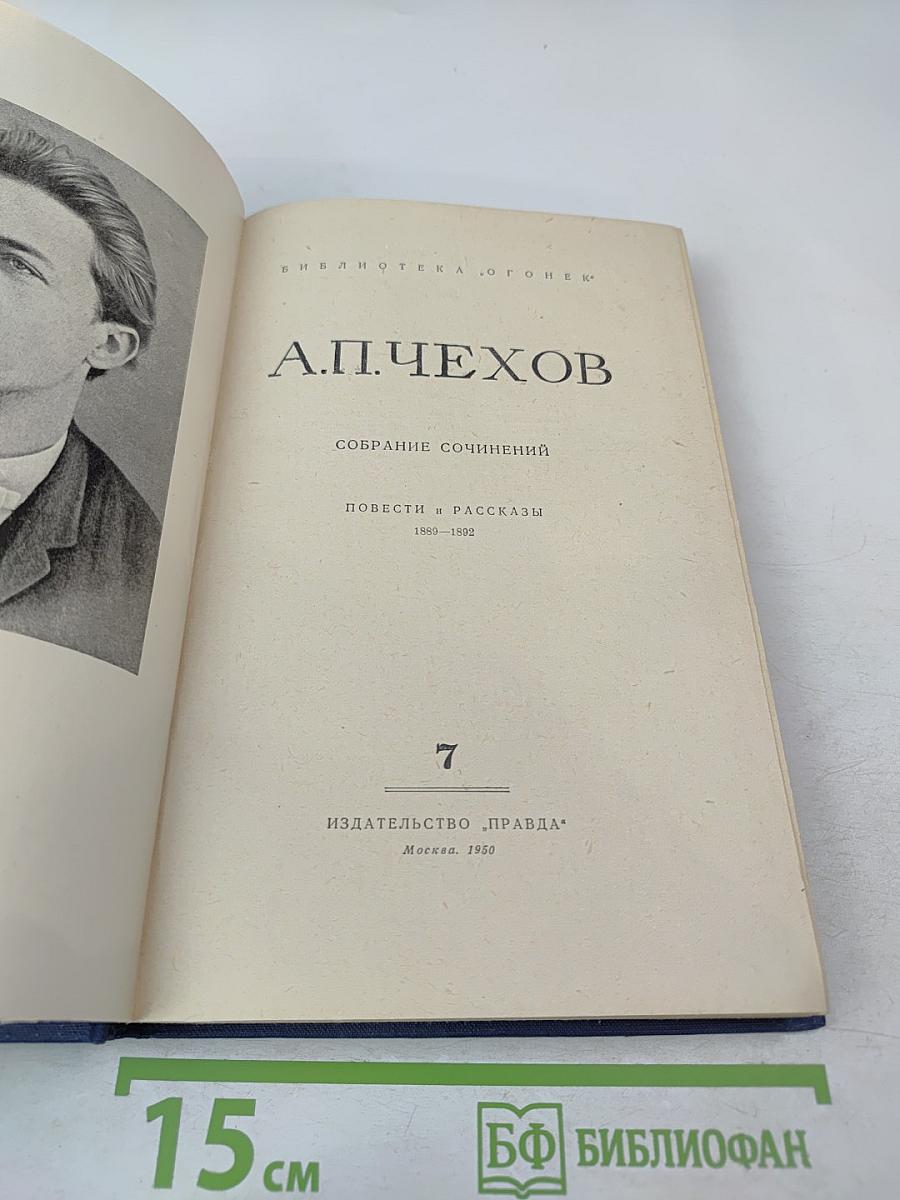 БИБЛИОТЕКА „ОГОНЕК“
А.П.ЧЕХОВ
СОБРАНИЕ СОЧИНЕНИЙ
ПОВЕСТИ и РАССКАЗЫ
1889—1892
7
ИЗДАТЕЛЬСТВО „ПРАВДА“
Москва. 1950
15 см
БФ БИБЛИОФАН